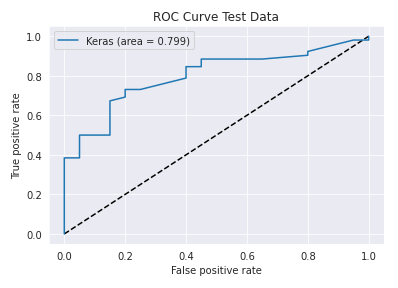 ROC Curve Test Data
Keras (area = 0.799)
True positive rate
1.0
0.8
0.6
0.4
0.2
0.0
0.0 0.2 0.4 0.6 0.8 1.0
False positive rate